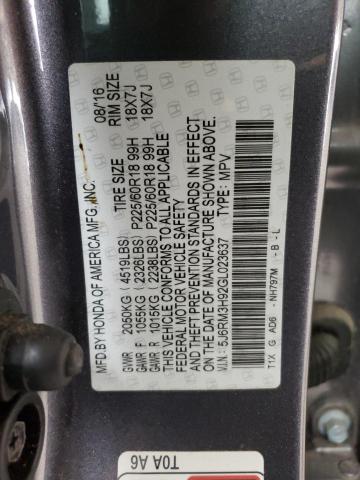 MFD.BY HONDA OF AMERICA MFG.,INC. 08/16
TIRE SIZE RIM SIZE
GVWR 2050KG (4519LBS)
GAWR F 1055KG (2326LBS) P225/60R18 99H 18X7J
GAWR R 1015KG (2238LBS) P225/60R18 99H 18X7J
THIS VEHICLE CONFORMS TO ALL APPLICABLE
FEDERAL MOTOR VEHICLE SAFETY
AND THEFT PREVENTION STANDARDS IN EFFECT
ON THE DATE OF MANUFACTURE SHOWN ABOVE.
V.I.N.: 5J6RM3H92GL023637 TYPE: MPV
T1X G AD6 -NH797M -B-L
T0A A6